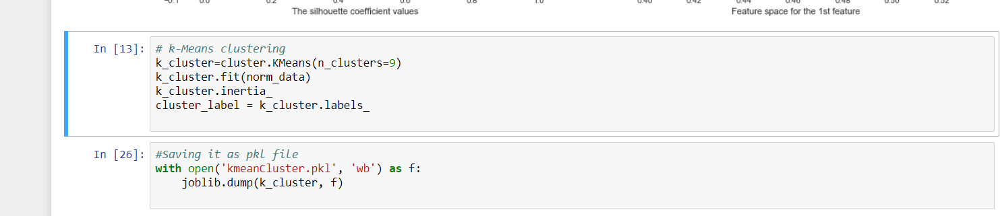 -0.1 0.0 0.2 0.4 0.6 0.8 1.0 0.40 0.42 0.44 0.46 0.48 0.50 0.52
The silhouette coefficient values Feature space for the 1st feature
In [13]: # k-Means clustering
k_cluster=cluster.KMeans(n_clusters=9)
k_cluster.fit(norm_data)
k_cluster.inertia_
cluster_label = k_cluster.labels_
In [26]: #Saving it as pkl file
with open('kmeanCluster.pkl', 'wb') as f:
    joblib.dump(k_cluster, f)